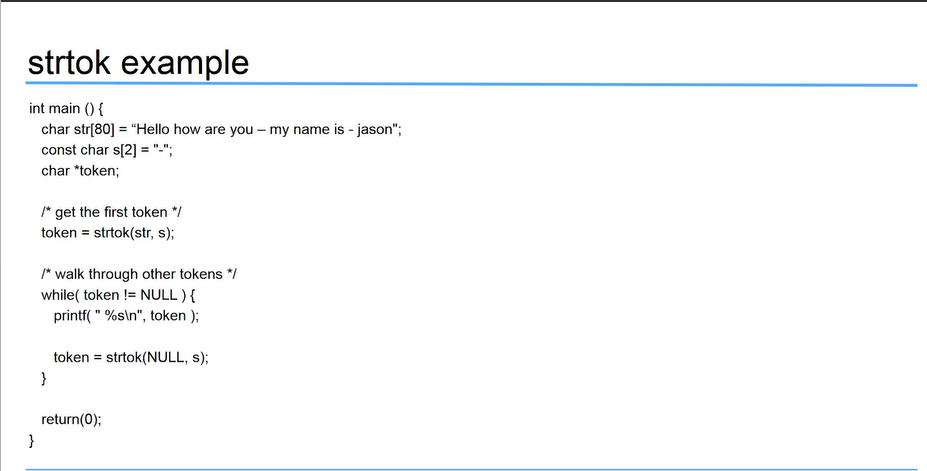 strtok example
int main () {
char str[80] = “Hello how are you – my name is - jason";
const char s[2] = "-";
char *token;
/* get the first token */
token = strtok(str, s);
/* walk through other tokens */
while( token != NULL ) {
printf( " %s\n", token );
token = strtok(NULL, s);
}
return(0);
}